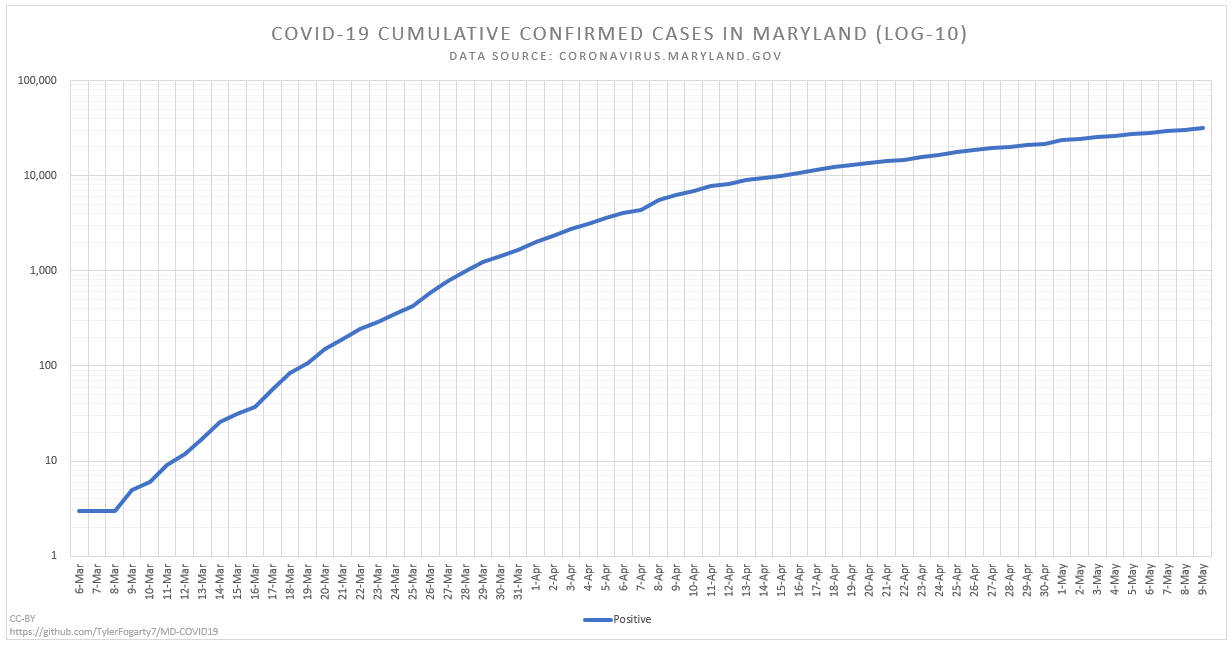 COVID-19 CUMULATIVE CONFIRMED CASES IN MARYLAND (LOG-10)
DATA SOURCE: CORONAVIRUS.MARYLAND.GOV
100,000
10,000
1,000
100
10
1
6-Mar
7-Mar
8-Mar
9-Mar
10-Mar
11-Mar
12-Mar
13-Mar
14-Mar
15-Mar
16-Mar
17-Mar
18-Mar
19-Mar
20-Mar
21-Mar
22-Mar
23-Mar
24-Mar
25-Mar
26-Mar
27-Mar
28-Mar
29-Mar
30-Mar
31-Mar
1-Apr
2-Apr
3-Apr
4-Apr
5-Apr
6-Apr
7-Apr
8-Apr
9-Apr
10-Apr
11-Apr
12-Apr
13-Apr
14-Apr
15-Apr
16-Apr
17-Apr
18-Apr
19-Apr
20-Apr
21-Apr
22-Apr
23-Apr
24-Apr
25-Apr
26-Apr
27-Apr
28-Apr
29-Apr
30-Apr
1-May
2-May
3-May
4-May
5-May
6-May
7-May
8-May
9-May
Positive
CC-BY
https://github.com/TylerFogarty7/MD-COVID19